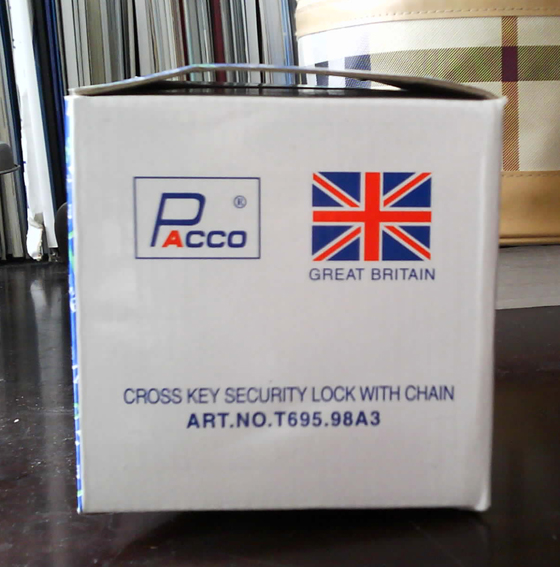 PACCO ®
GREAT BRITAIN
CROSS KEY SECURITY LOCK WITH CHAIN
ART.NO.T695.98A3